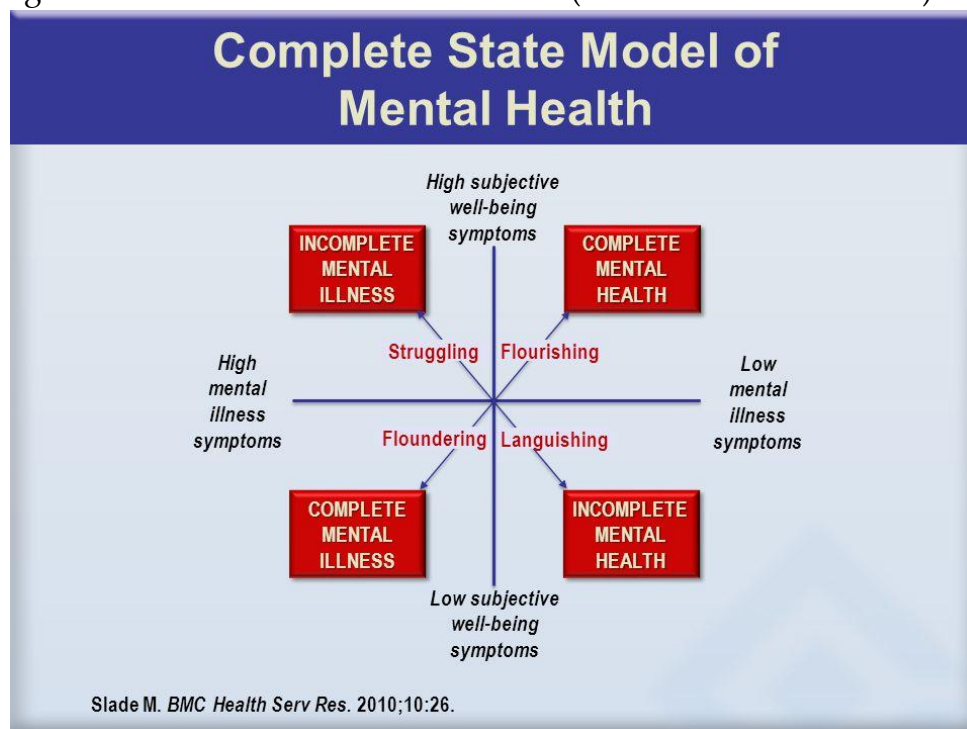 Complete State Model of
Mental Health
High subjective
well-being
symptoms
INCOMPLETE
MENTAL
ILLNESS
COMPLETE
MENTAL
HEALTH
Struggling
Flourishing
High
mental
illness
symptoms
Low
mental
illness
symptoms
Floundering
Languishing
COMPLETE
MENTAL
ILLNESS
INCOMPLETE
MENTAL
HEALTH
Low subjective
well-being
symptoms
Slade M. BMC Health Serv Res. 2010;10:26.